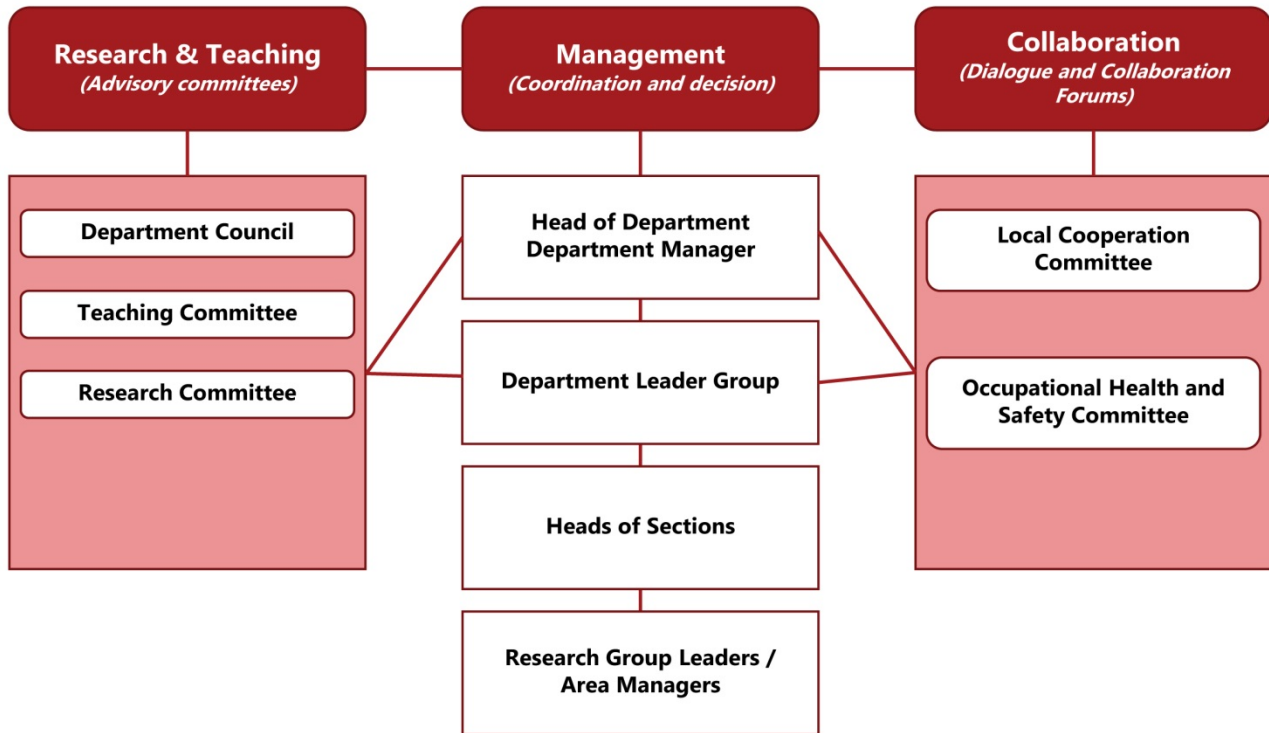 Research & Teaching
(Advisory committees)
Management
(Coordination and decision)
Collaboration
(Dialogue and Collaboration
Forums)
Department Council
Teaching Committee
Research Committee
Head of Department
Department Manager
Department Leader Group
Heads of Sections
Research Group Leaders /
Area Managers
Local Cooperation
Committee
Occupational Health and
Safety Committee